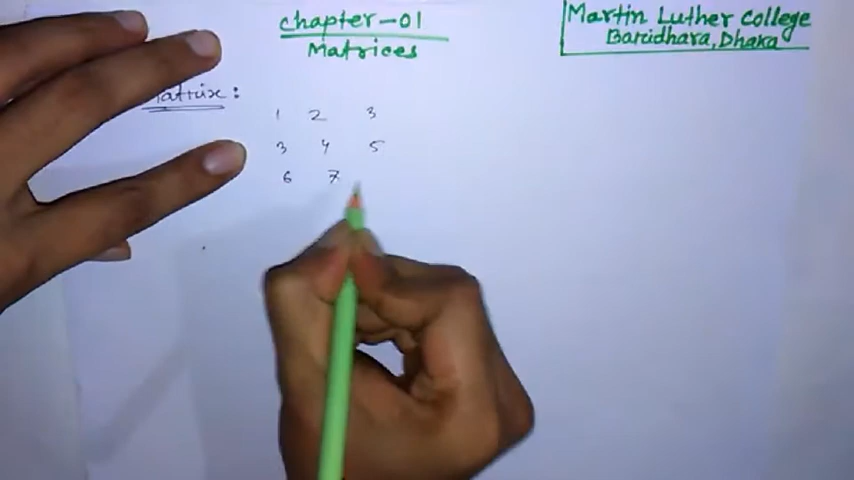 chapter-01
Matrices
Martin Luther College
Baridhara, Dhaka
1 2 3
3 4 5
6 7